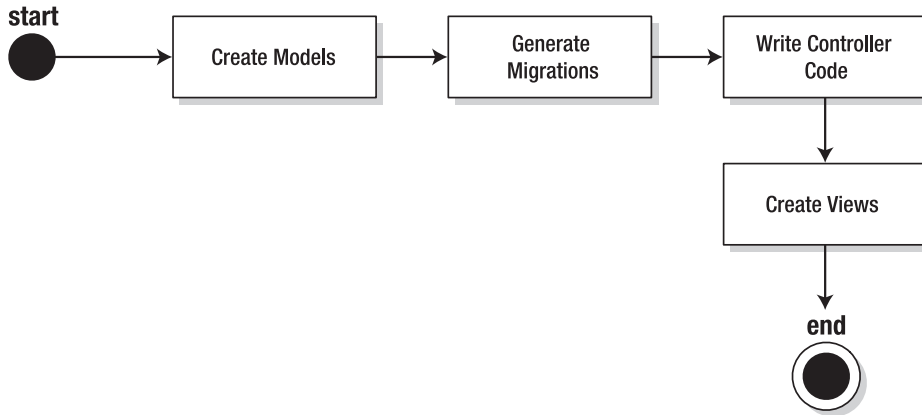 start
Create Models
Generate
Migrations
Write Controller
Code
Create Views
end